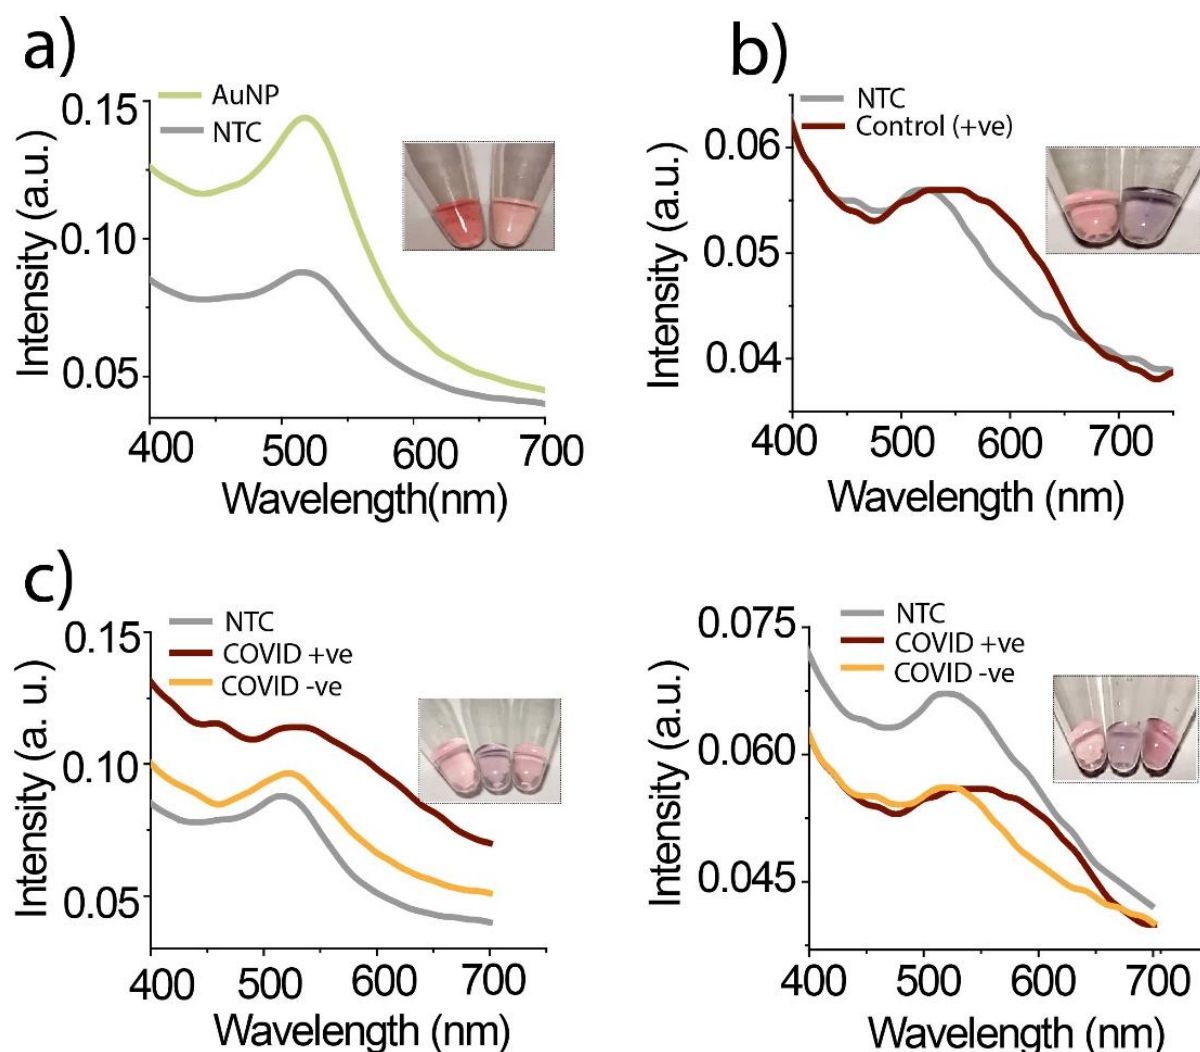 a)
AuNP
NTC
0.15
0.10
0.05
Intensity (a.u.)
400 500 600 700
Wavelength(nm)
b)
NTC
Control (+ve)
0.06
0.05
0.04
Intensity (a.u.)
400 500 600 700
Wavelength (nm)
c)
NTC
COVID +ve
COVID -ve
0.15
0.10
0.05
Intensity (a. u.)
400 500 600 700
Wavelength (nm)
NTC
COVID +ve
COVID -ve
0.075
0.060
0.045
Intensity (a.u.)
400 500 600 700
Wavelength (nm)